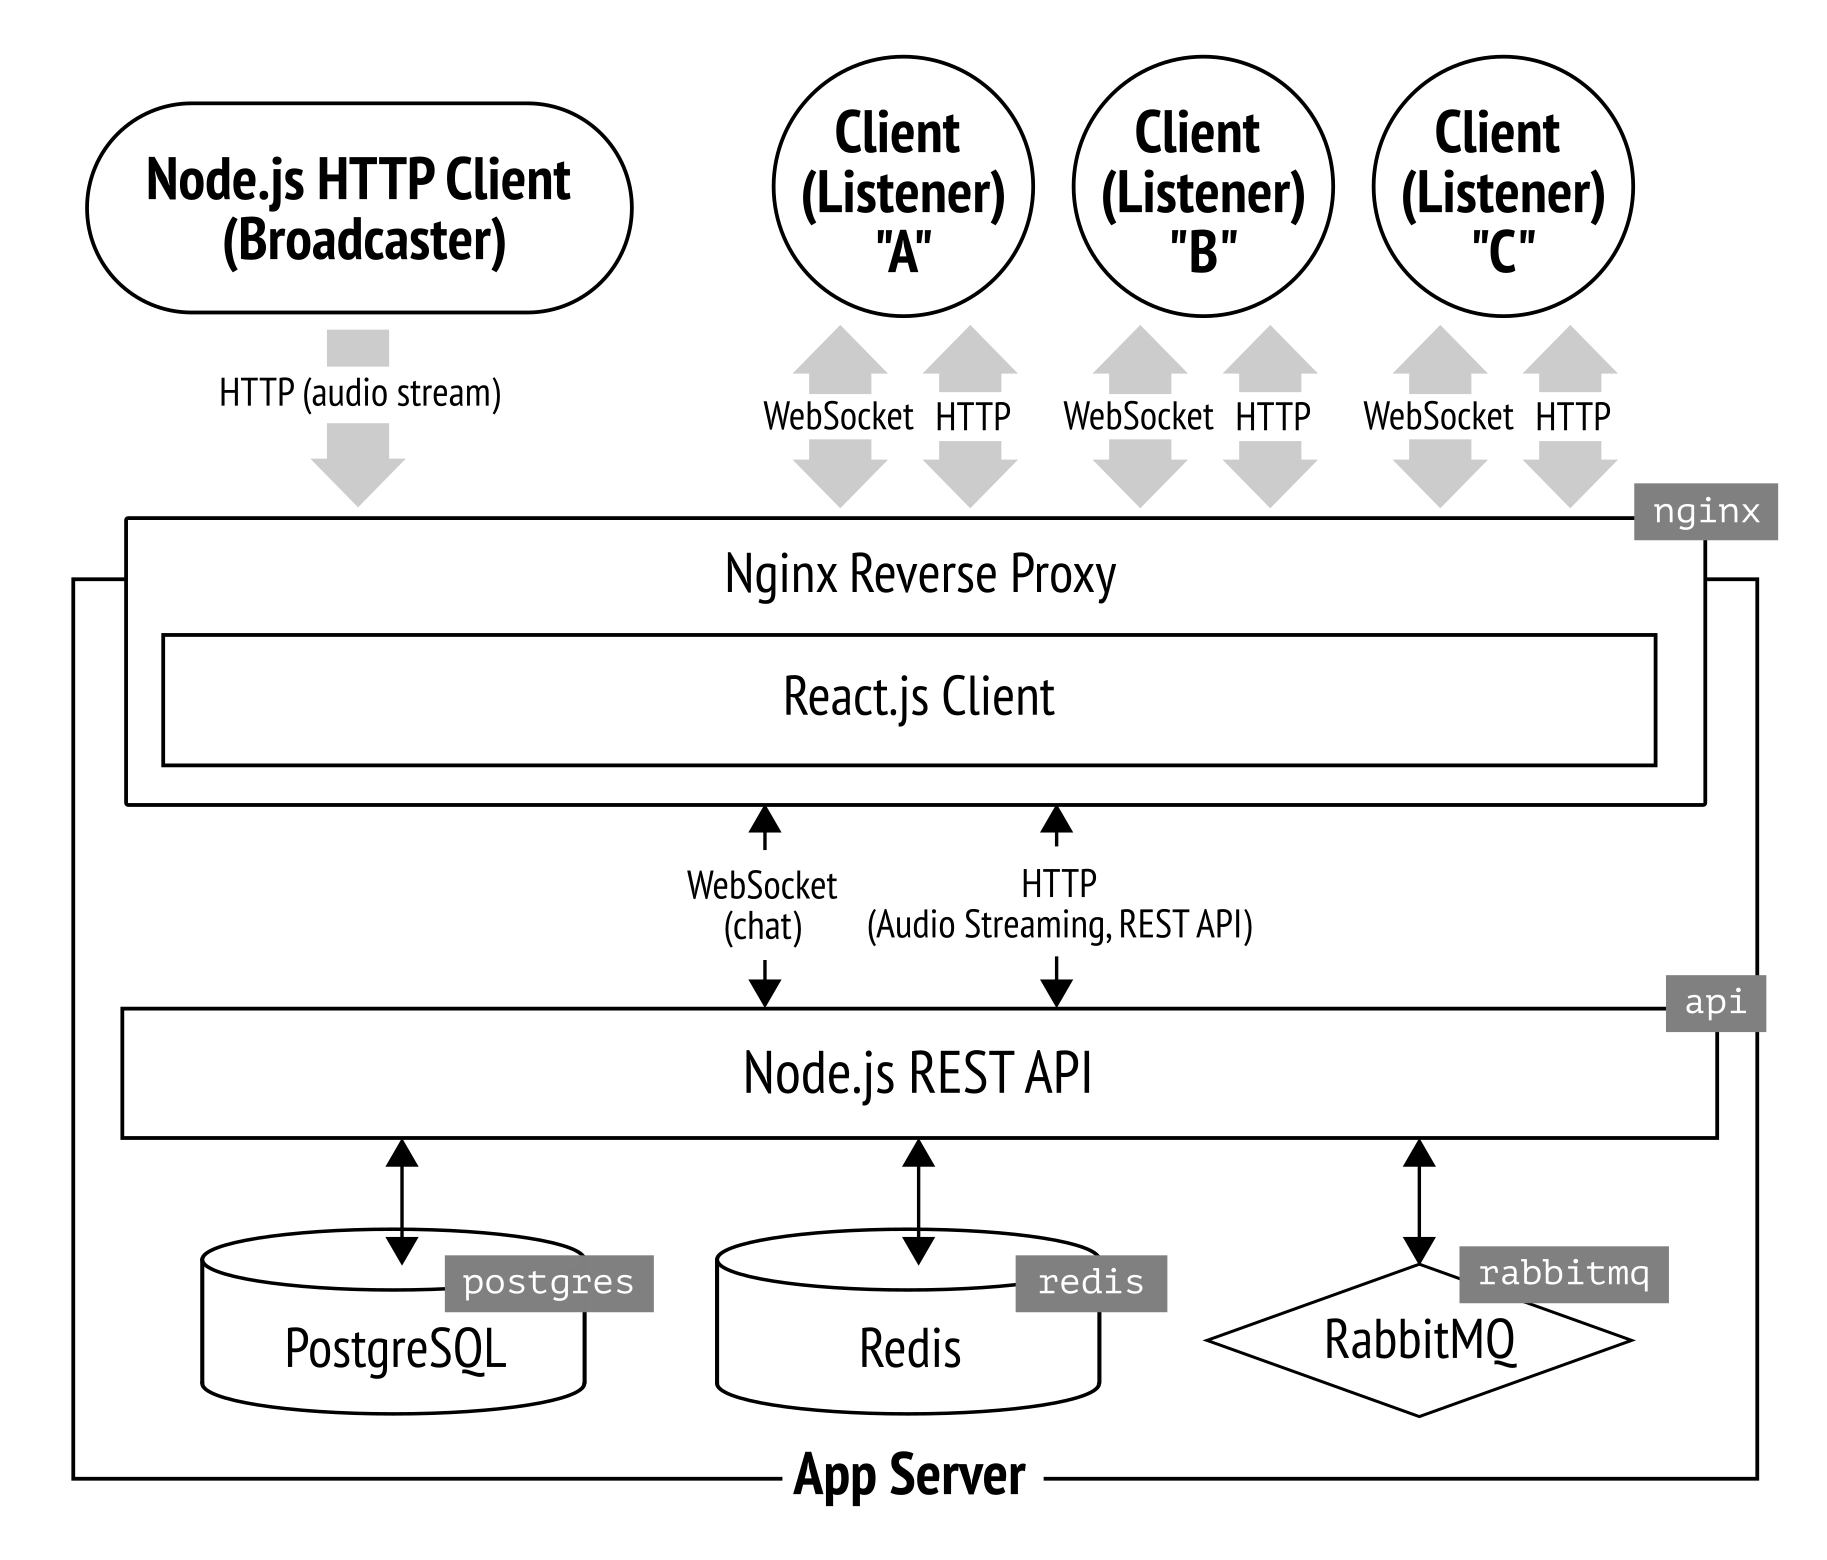 Node.js HTTP Client
(Broadcaster)
Client
(Listener)
"A"
Client
(Listener)
"B"
Client
(Listener)
"C"
HTTP (audio stream)
WebSocket
HTTP
WebSocket
HTTP
WebSocket
HTTP
nginx
Nginx Reverse Proxy
React.js Client
WebSocket
(chat)
HTTP
(Audio Streaming, REST API)
api
Node.js REST API
postgres
PostgreSQL
redis
Redis
rabbitmq
RabbitMQ
App Server